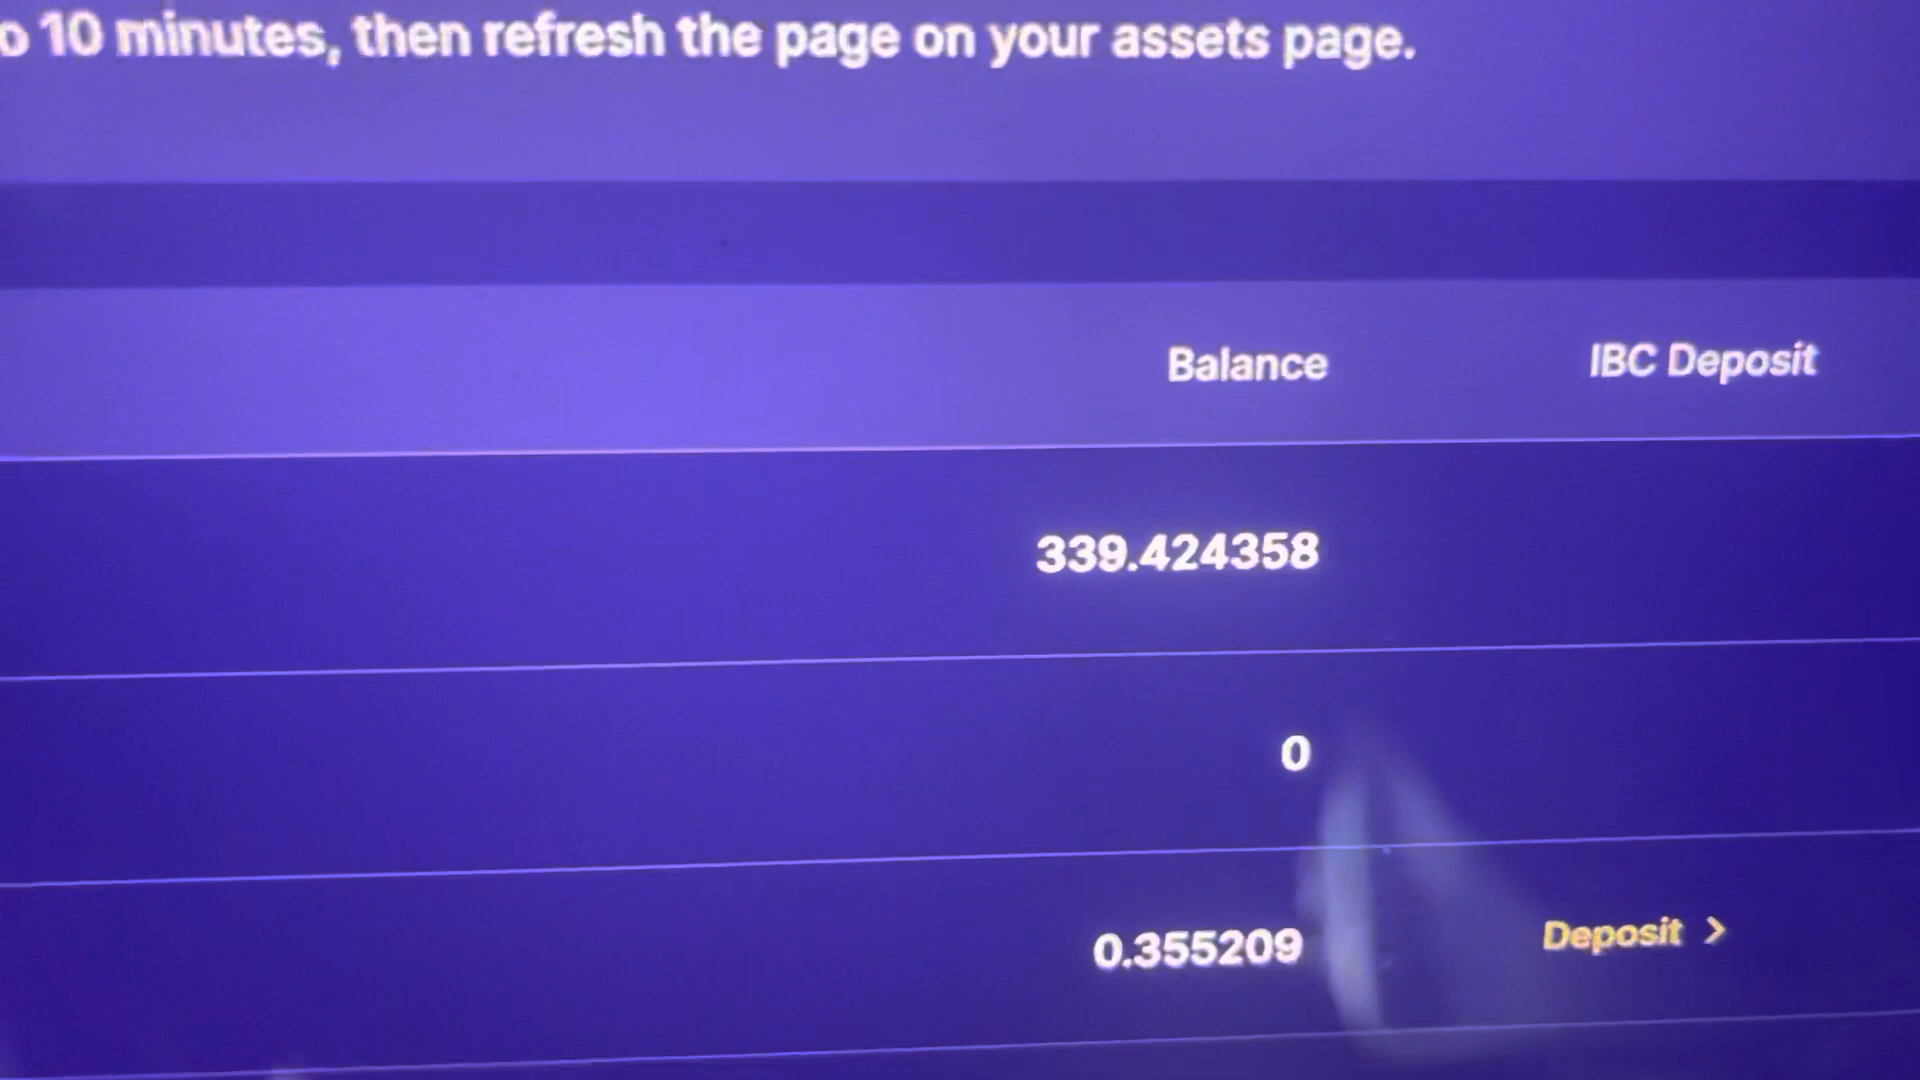 10 minutes, then refresh the page on your assets page.
Balance IBC Deposit
339.424358
0
0.355209 Deposit >